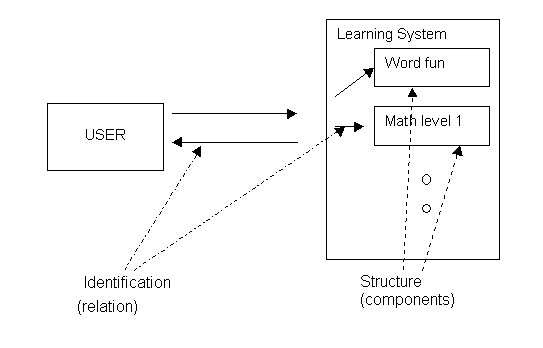 Learning System
Word fun
USER
Math level 1
Identification
(relation)
Structure
(components)